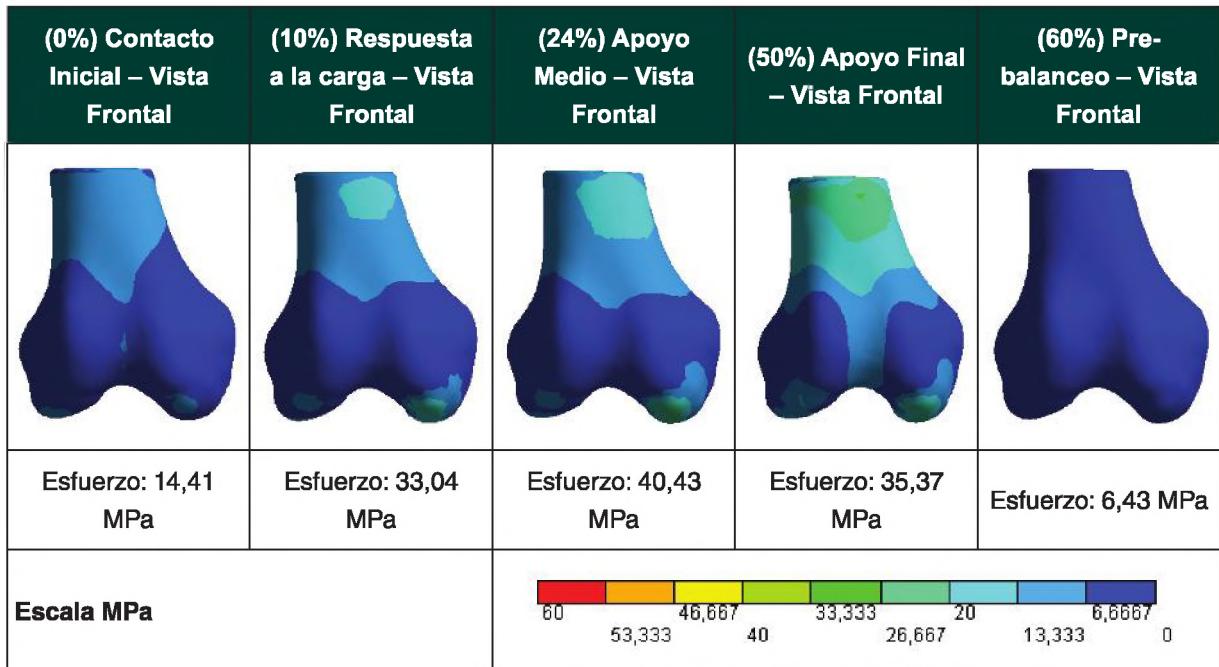 (0%) Contacto
Inicial – Vista
Frontal
(10%) Respuesta
a la carga – Vista
Frontal
(24%) Apoyo
Medio – Vista
Frontal
(50%) Apoyo Final
– Vista Frontal
(60%) Pre-
balanceo – Vista
Frontal
Esfuerzo: 14,41
MPa
Esfuerzo: 33,04
MPa
Esfuerzo: 40,43
MPa
Esfuerzo: 35,37
MPa
Esfuerzo: 6,43 MPa
Escala MPa
60 46,667 33,333 20 6,6667
53,333 40 26,667 13,333 0